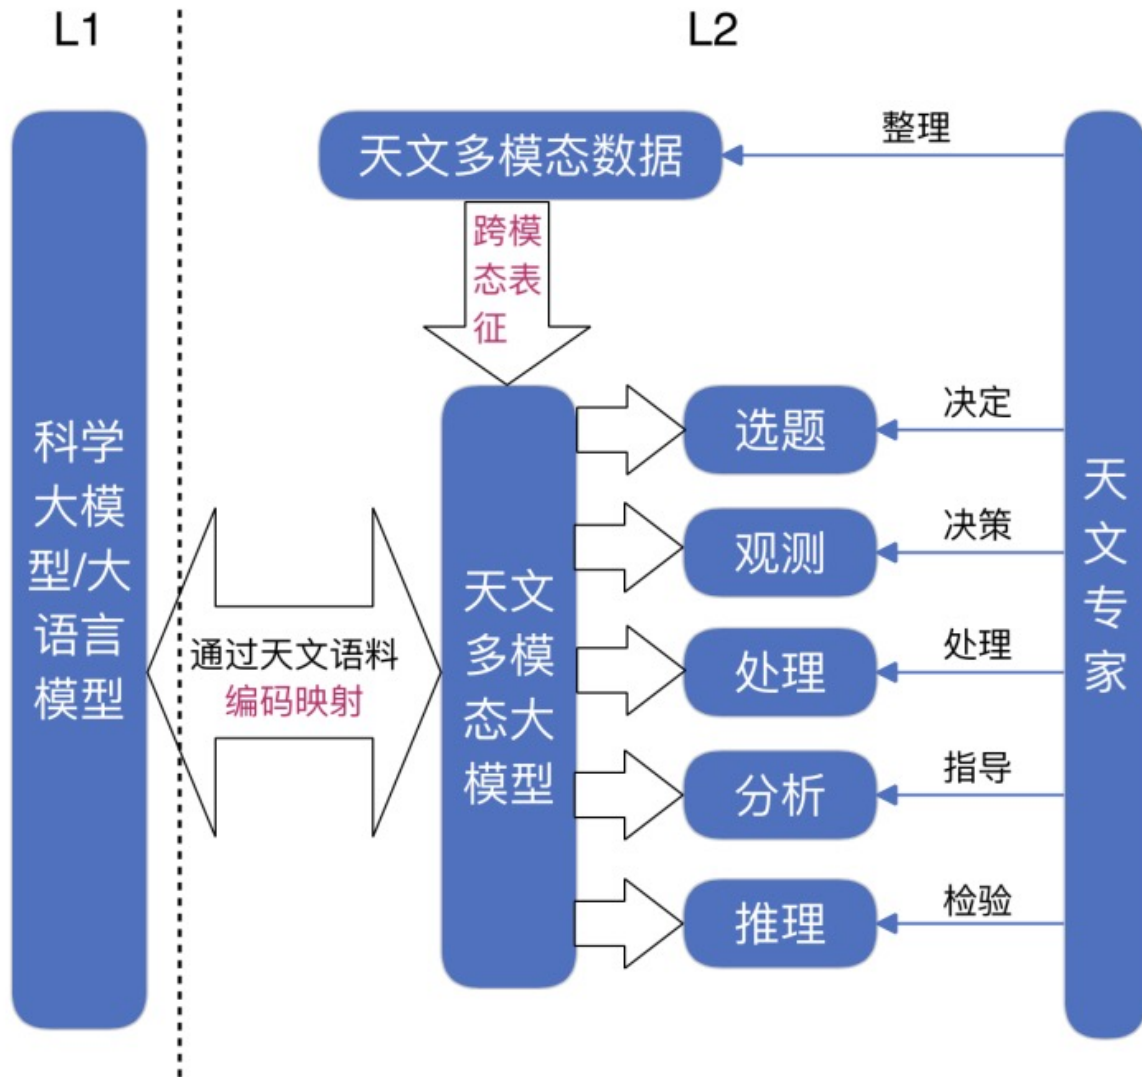 L1
L2
天文多模态数据
整理
跨模
态表
征
科学
大模
型/大
语言
模型
通过天文语料
编码映射
天文
多模
态大
模型
选题
决定
观测
决策
处理
处理
分析
指导
推理
检验
天
文
专
家